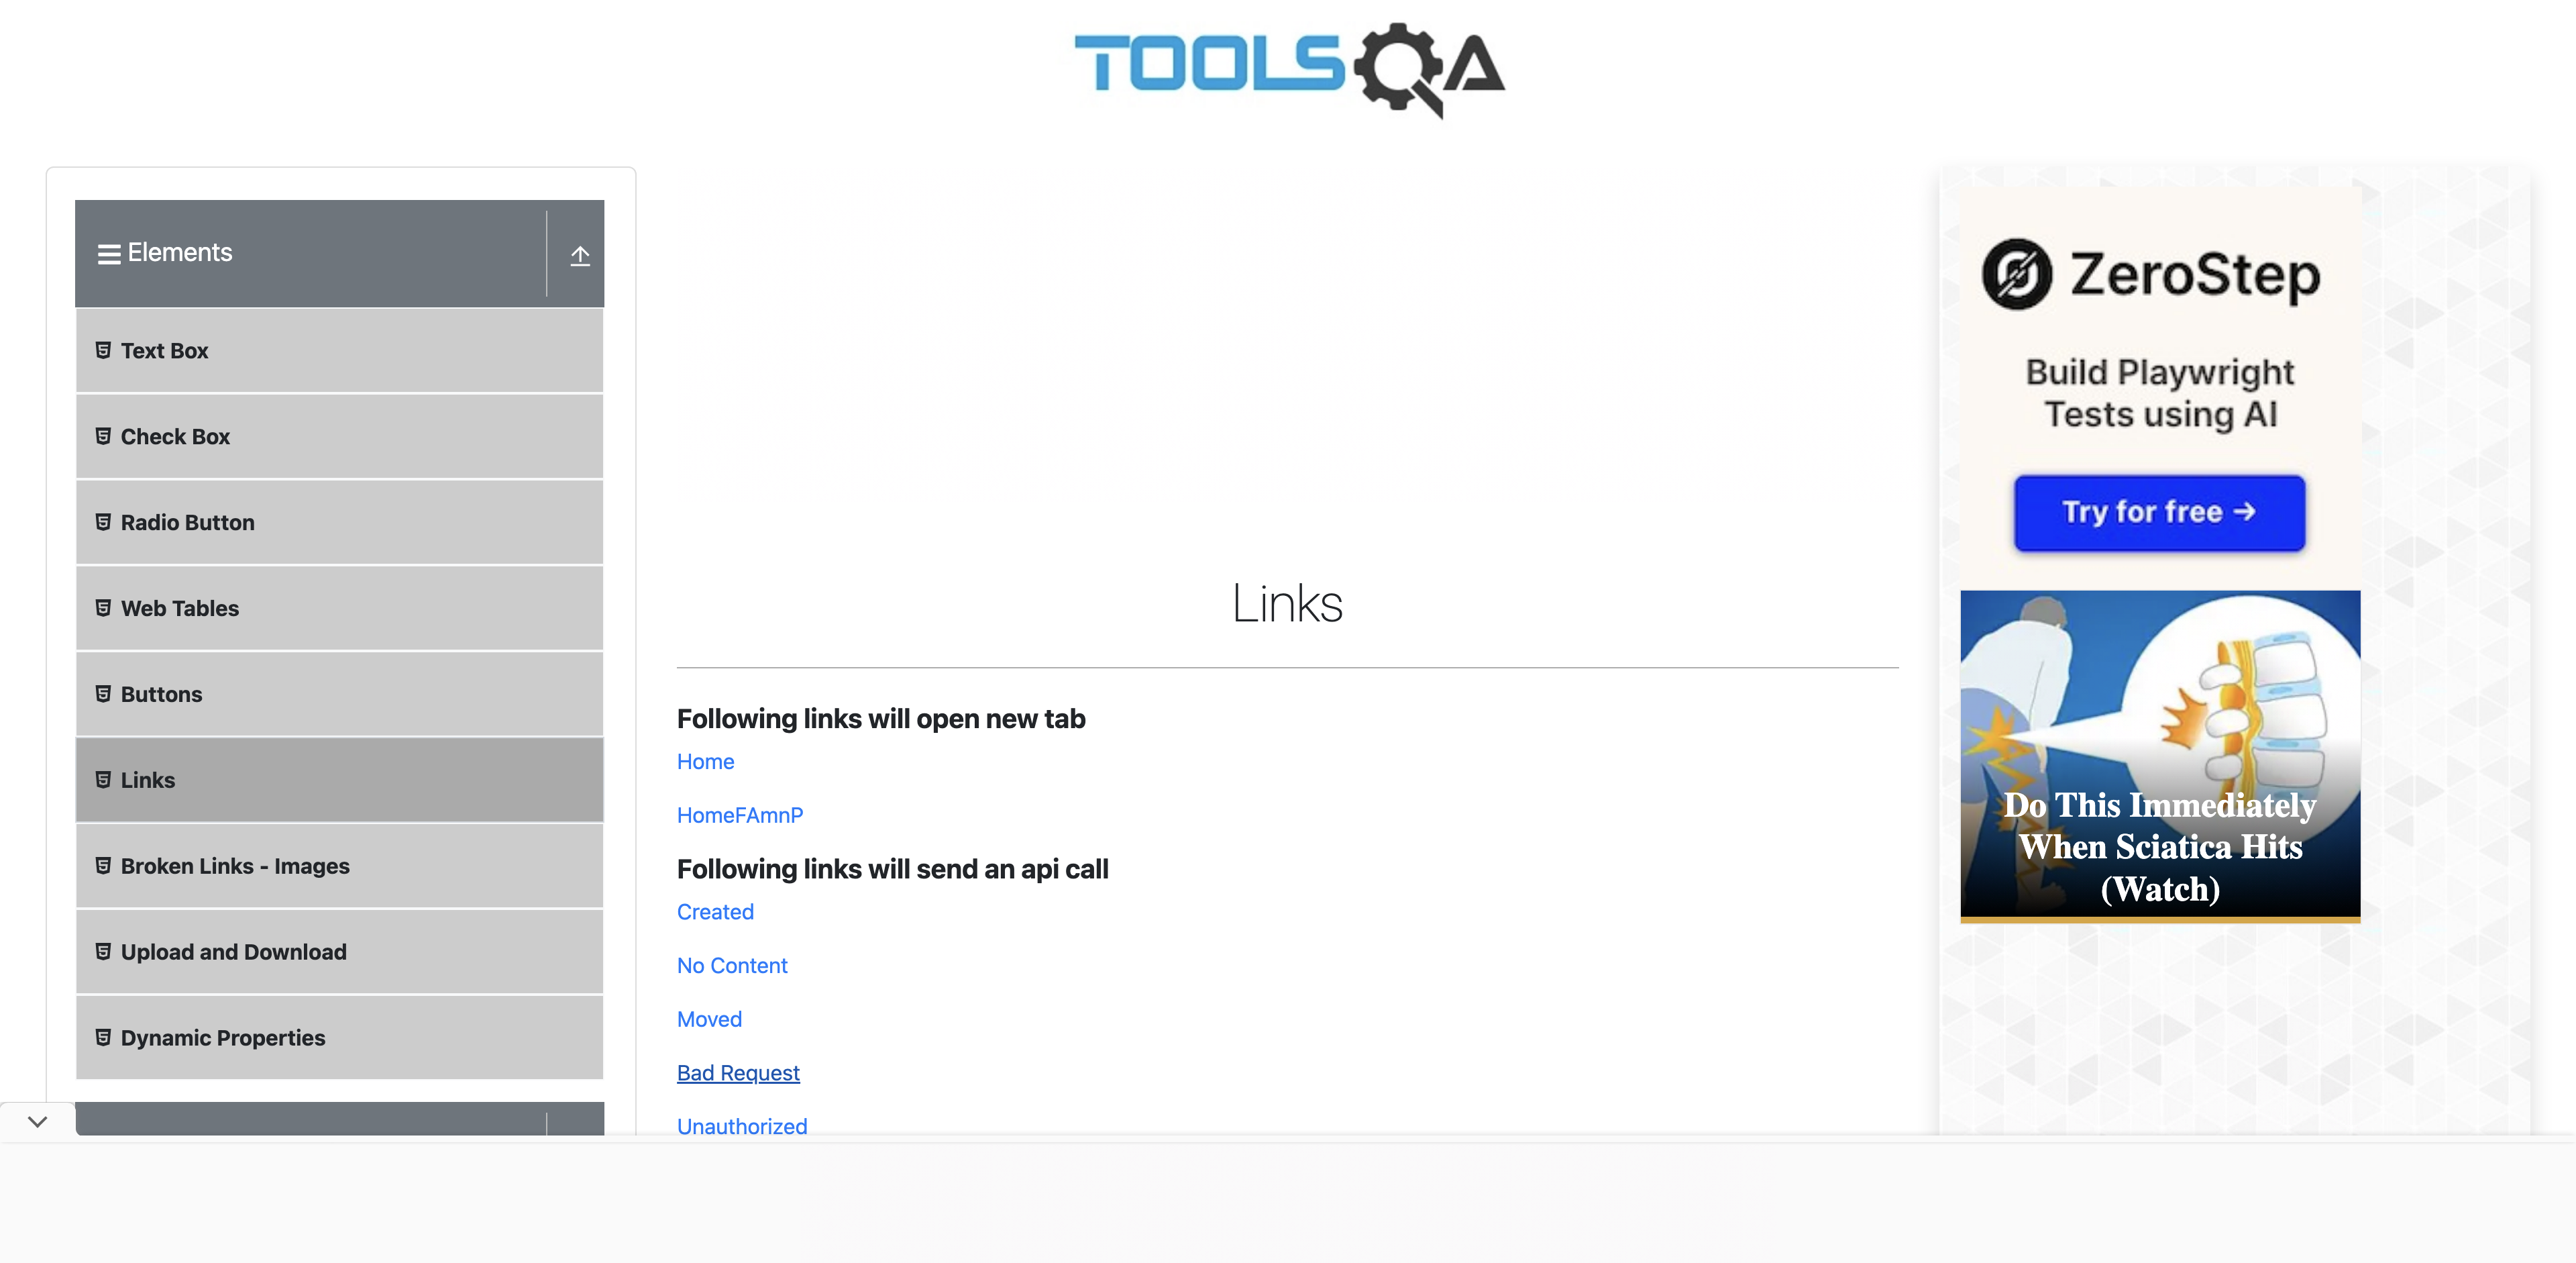 TOOLSQA
Elements
Text Box
Check Box
Radio Button
Web Tables
Buttons
Links
Broken Links - Images
Upload and Download
Dynamic Properties
Links
Following links will open new tab
Home
HomeFAmnP
Following links will send an api call
Created
No Content
Moved
Bad Request
Unauthorized
ZeroStep
Build Playwright
Tests using AI
Try for free →
Do This Immediately
When Sciatica Hits
(Watch)